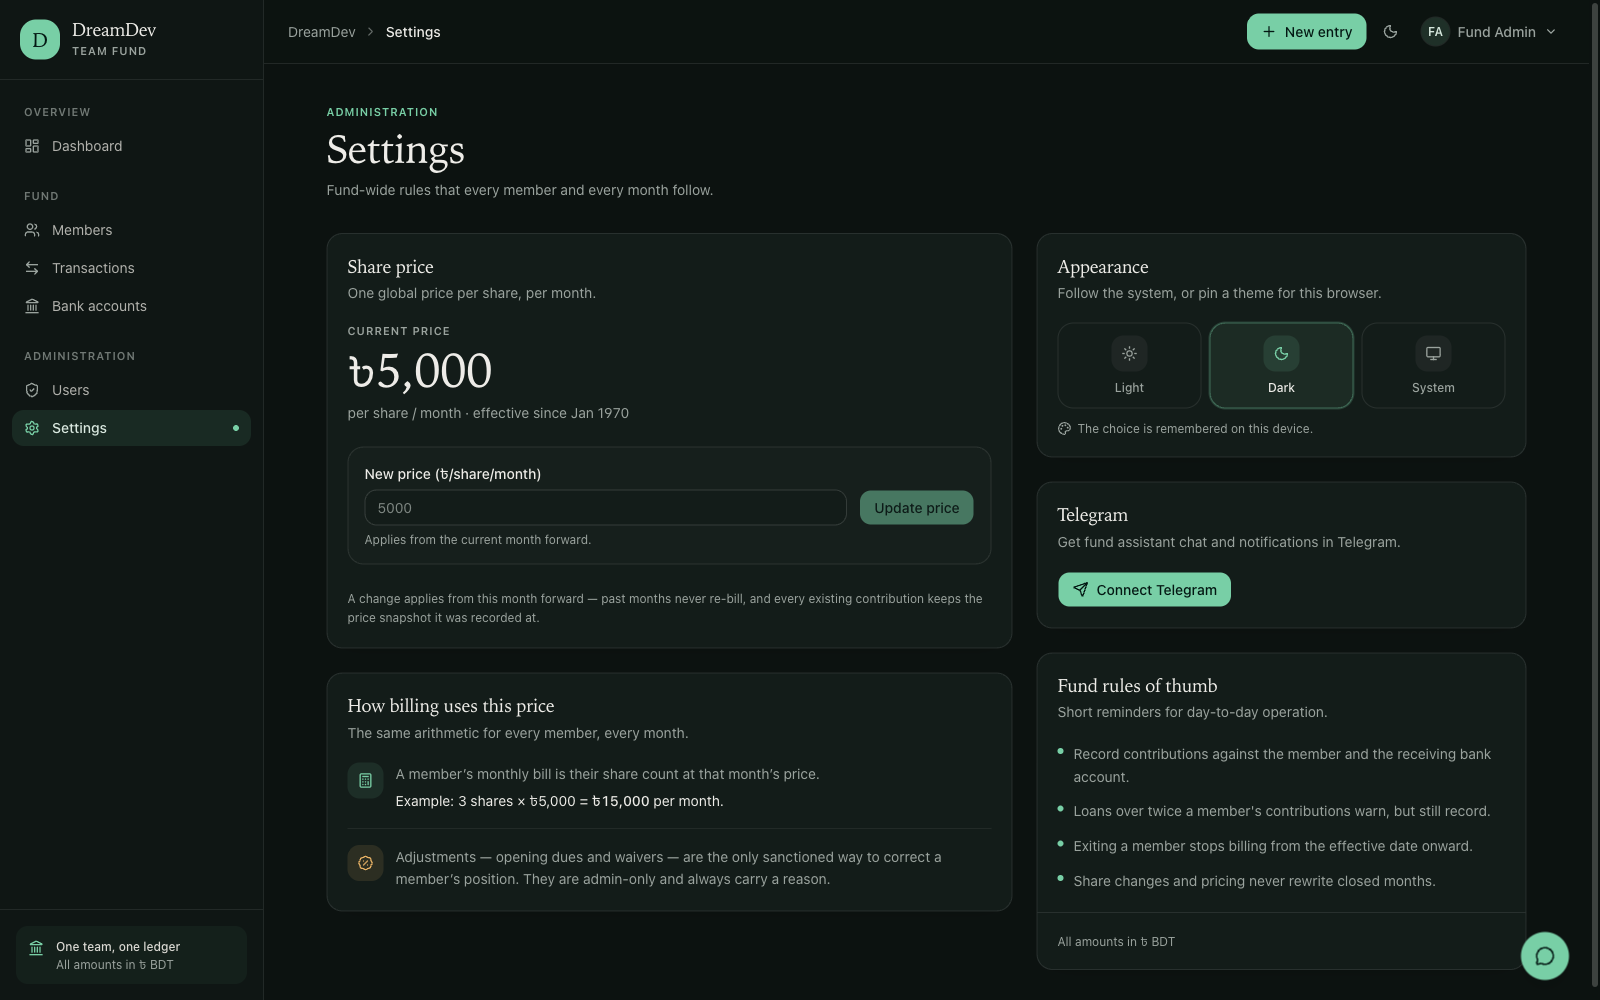 D
DreamDev
TEAM FUND
OVERVIEW
Dashboard
FUND
Members
Transactions
Bank accounts
ADMINISTRATION
Users
Settings
One team, one ledger
All amounts in ৳ BDT
DreamDev > Settings
New entry
FA
Fund Admin
ADMINISTRATION
Settings
Fund-wide rules that every member and every month follow.
Share price
One global price per share, per month.
CURRENT PRICE
৳5,000
per share / month · effective since Jan 1970
New price (৳/share/month)
5000
Update price
Applies from the current month forward.
A change applies from this month forward — past months never re-bill, and every existing contribution keeps the
price snapshot it was recorded at.
How billing uses this price
The same arithmetic for every member, every month.
A member's monthly bill is their share count at that month's price.
Example: 3 shares × ৳5,000 = ৳15,000 per month.
Adjustments — opening dues and waivers — are the only sanctioned way to correct a
member's position. They are admin-only and always carry a reason.
Appearance
Follow the system, or pin a theme for this browser.
Light
Dark
System
The choice is remembered on this device.
Telegram
Get fund assistant chat and notifications in Telegram.
Connect Telegram
Fund rules of thumb
Short reminders for day-to-day operation.
Record contributions against the member and the receiving bank
account.
Loans over twice a member's contributions warn, but still record.
Exiting a member stops billing from the effective date onward.
Share changes and pricing never rewrite closed months.
All amounts in ৳ BDT